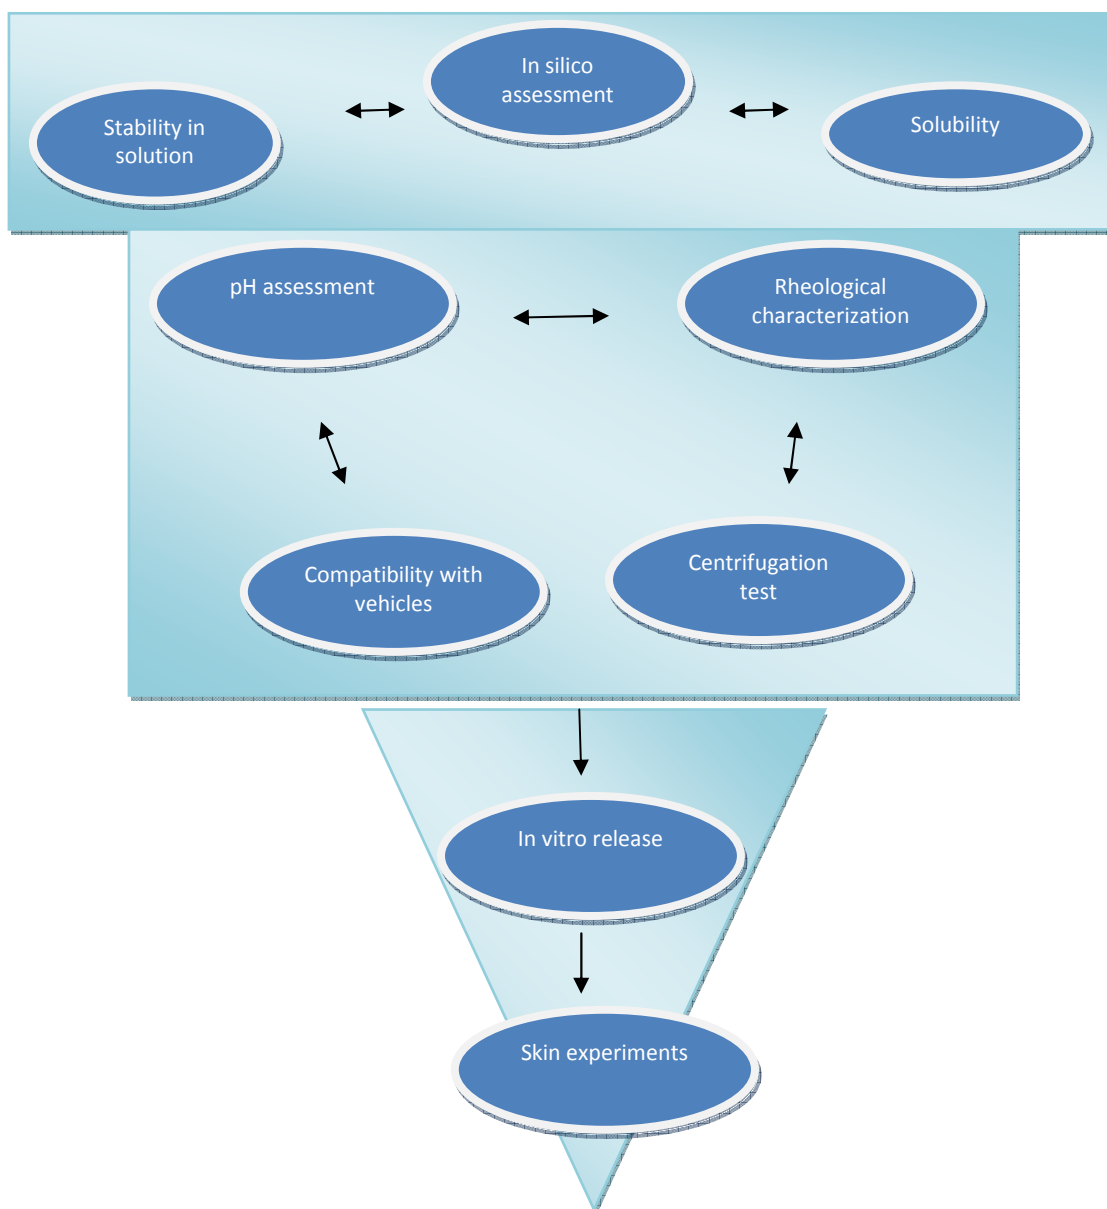 In silico
assessment
Stability in
solution
Solubility
pH assessment
Rheological
characterization
Compatibility with
vehicles
Centrifugation
test
In vitro release
Skin experiments